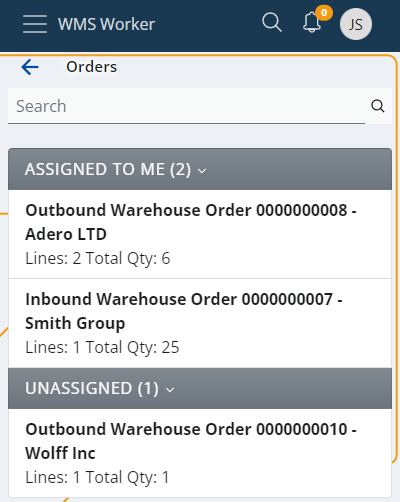 WMS Worker
0
JS
Orders
Search
ASSIGNED TO ME (2)
Outbound Warehouse Order 0000000008 -
Adero LTD
Lines: 2 Total Qty: 6
Inbound Warehouse Order 0000000007 -
Smith Group
Lines: 1 Total Qty: 25
UNASSIGNED (1)
Outbound Warehouse Order 0000000010 -
Wolff Inc
Lines: 1 Total Qty: 1